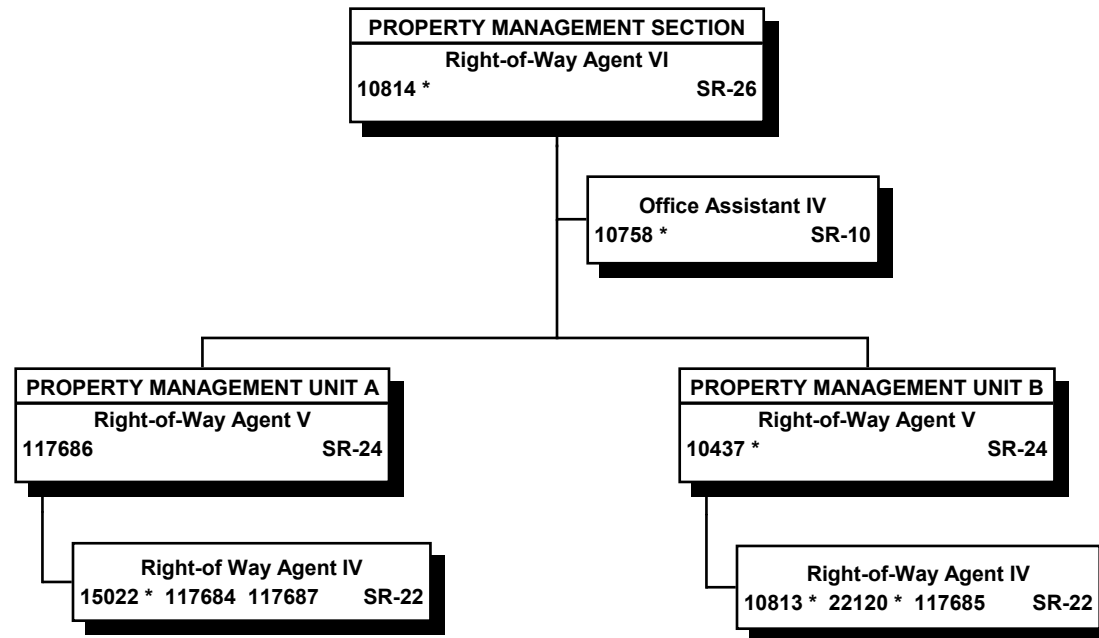 PROPERTY MANAGEMENT SECTION
Right-of-Way Agent VI
10814 * SR-26
Office Assistant IV
10758 * SR-10
PROPERTY MANAGEMENT UNIT A
Right-of-Way Agent V
117686 SR-24
PROPERTY MANAGEMENT UNIT B
Right-of-Way Agent V
10437 * SR-24
Right-of Way Agent IV
15022 * 117684 117687 SR-22
Right-of-Way Agent IV
10813 * 22120 * 117685 SR-22